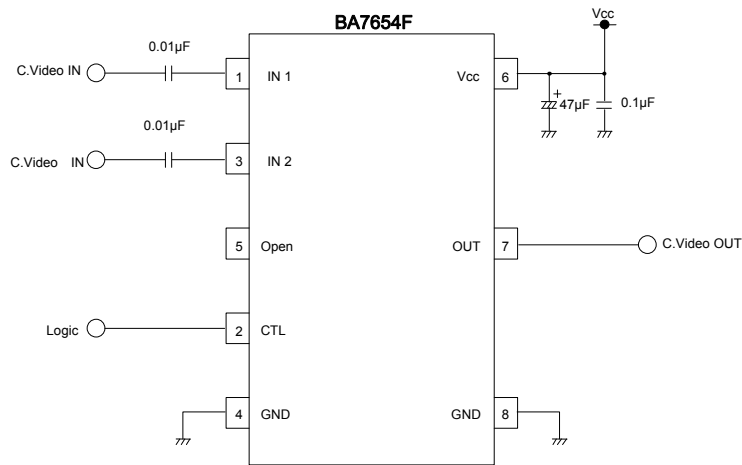 BA7654F
Vcc
0.01µF
C.Video IN
1 IN 1
Vcc 6
+
47µF
0.1µF
0.01µF
C.Video IN
3 IN 2
5 Open
OUT 7
C.Video OUT
Logic
2 CTL
4 GND
GND 8